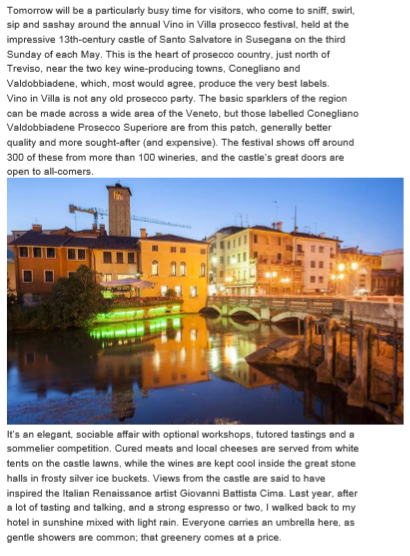 Tomorrow will be a particularly busy time for visitors, who come to sniff, swirl,
sip and sashay around the annual Vino in Villa prosecco festival, held at the
impressive 13th-century castle of Santo Salvatore in Susegana on the third
Sunday of each May. This is the heart of prosecco country, just north of
Treviso, near the two key wine-producing towns, Conegliano and
Valdobbiadene, which, most would agree, produce the very best labels.
Vino in Villa is not any old prosecco party. The basic sparklers of the region
can be made across a wide area of the Veneto, but those labelled Conegliano
Valdobbiadene Prosecco Superiore are from this patch, generally better
quality and more sought-after (and expensive). The festival shows off around
300 of these from more than 100 wineries, and the castle's great doors are
open to all-comers.
It's an elegant, sociable affair with optional workshops, tutored tastings and a
sommelier competition. Cured meats and local cheeses are served from white
tents on the castle lawns, while the wines are kept cool inside the great stone
halls in frosty silver ice buckets. Views from the castle are said to have
inspired the Italian Renaissance artist Giovanni Battista Cima. Last year, after
a lot of tasting and talking, and a strong espresso or two, I walked back to my
hotel in sunshine mixed with light rain. Everyone carries an umbrella here, as
gentle showers are common; that greenery comes at a price.